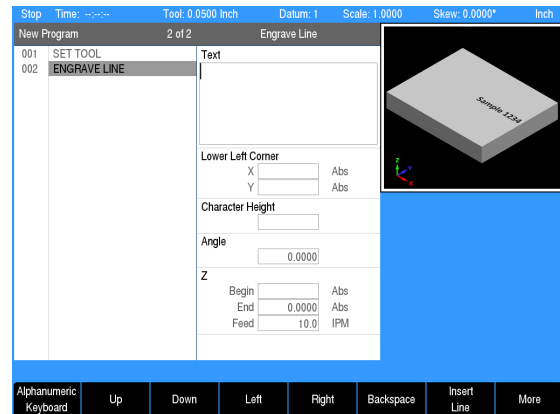 Stop Time: --:--:-- Tool: 0.0500 Inch Datum: 1 Scale: 1.0000 Skew: 0.0000° Inch
New Program 2 of 2 Engrave Line
001 SET TOOL
002 ENGRAVE LINE
Text
Lower Left Corner
X Abs
Y Abs
Character Height
Angle
0.0000
Z
Begin Abs
End 0.0000 Abs
Feed 10.0 IPM
Sample 1234
Z
Y
X
Alphanumeric Keyboard Up Down Left Right Backspace Insert Line More